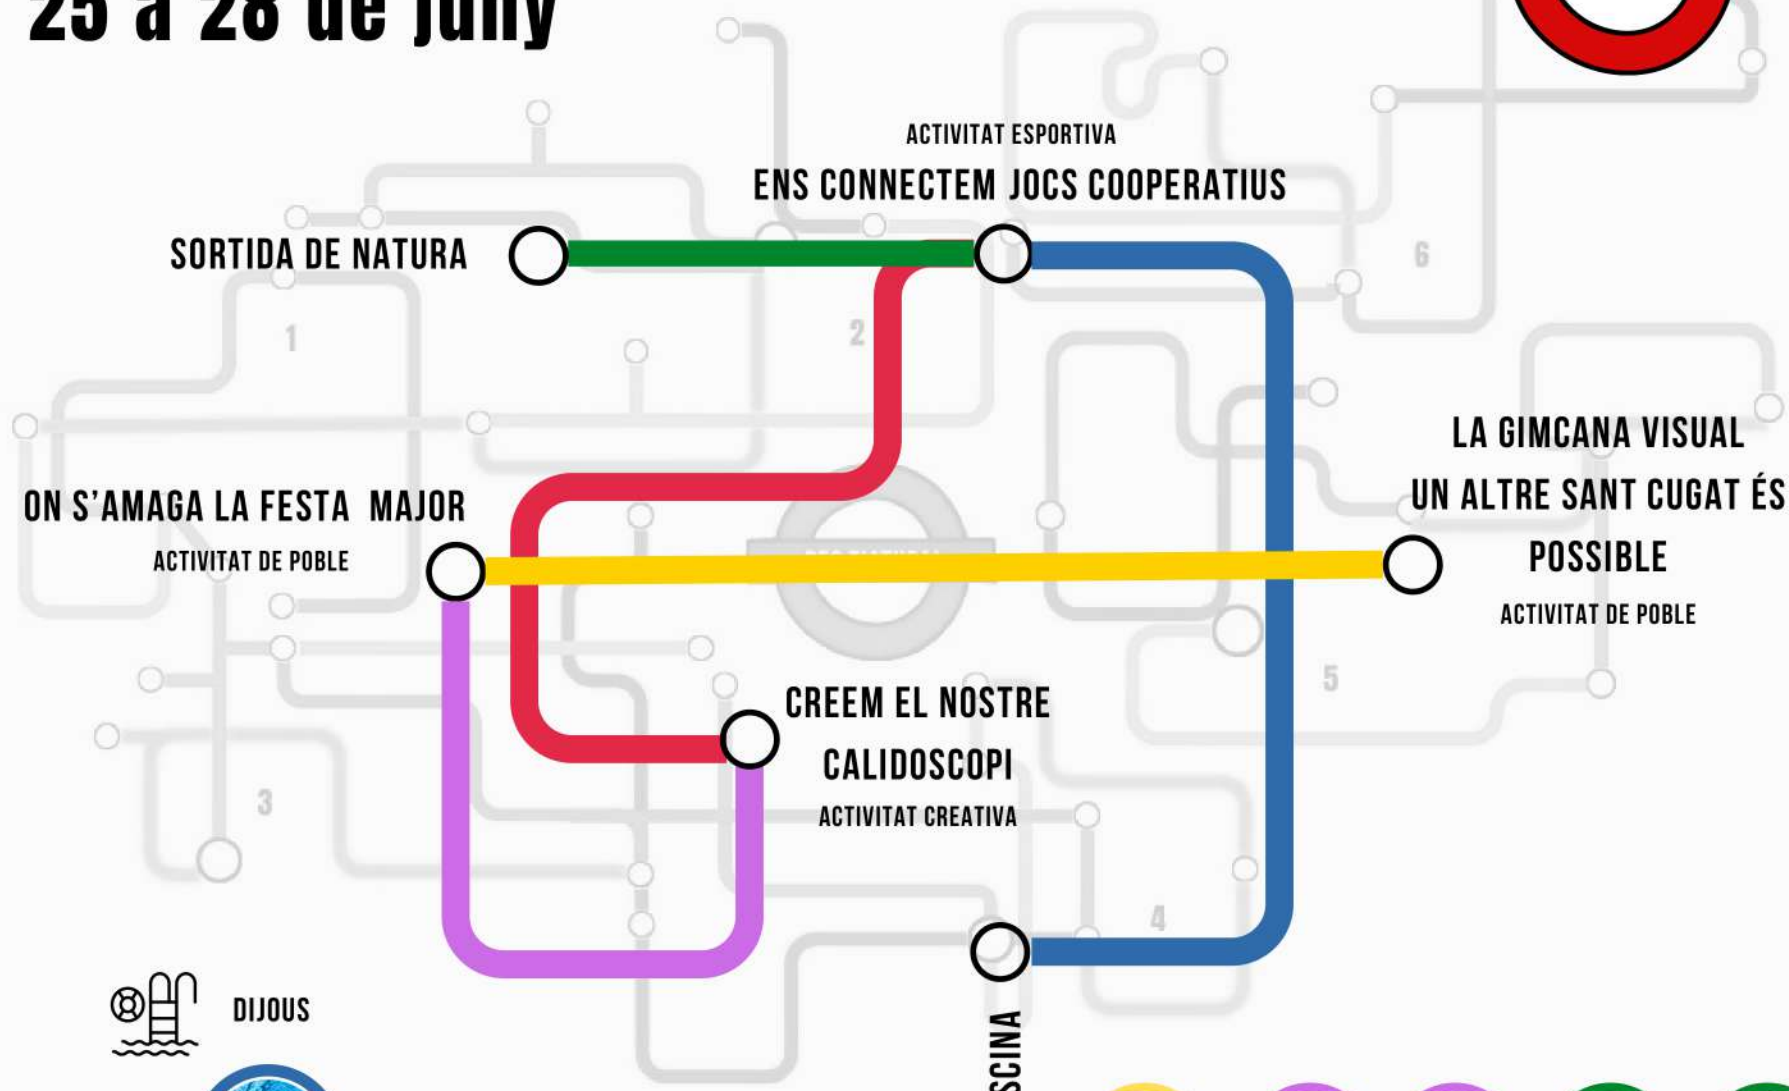 25 a 28 de juny
ACTIVITAT ESPORTIVA
ENS CONNECTEM JOCS COOPERATIUS
SORTIDA DE NATURA
6
1
2
LA GIMCANA VISUAL
UN ALTRE SANT CUGAT ÉS
POSSIBLE
ACTIVITAT DE POBLE
ON S'AMAGA LA FESTA MAJOR
ACTIVITAT DE POBLE
5
CREEM EL NOSTRE
CALIDOSCOPI
ACTIVITAT CREATIVA
3
4
DIJOUS